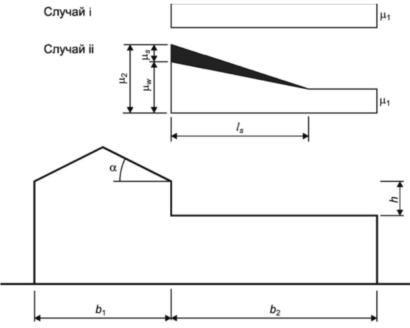 Случай i
μ₁
Случай ii
μ₂
μs
μw
μ₁
ls
α
h
b₁
b₂